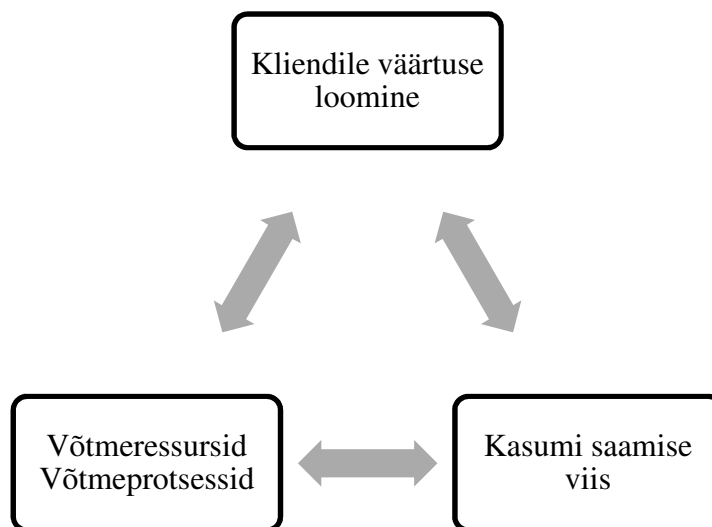 Kliendile väärtuse
loomine
Võtmeressursid
Võtmeprotsessid
Kasumi saamise
viis